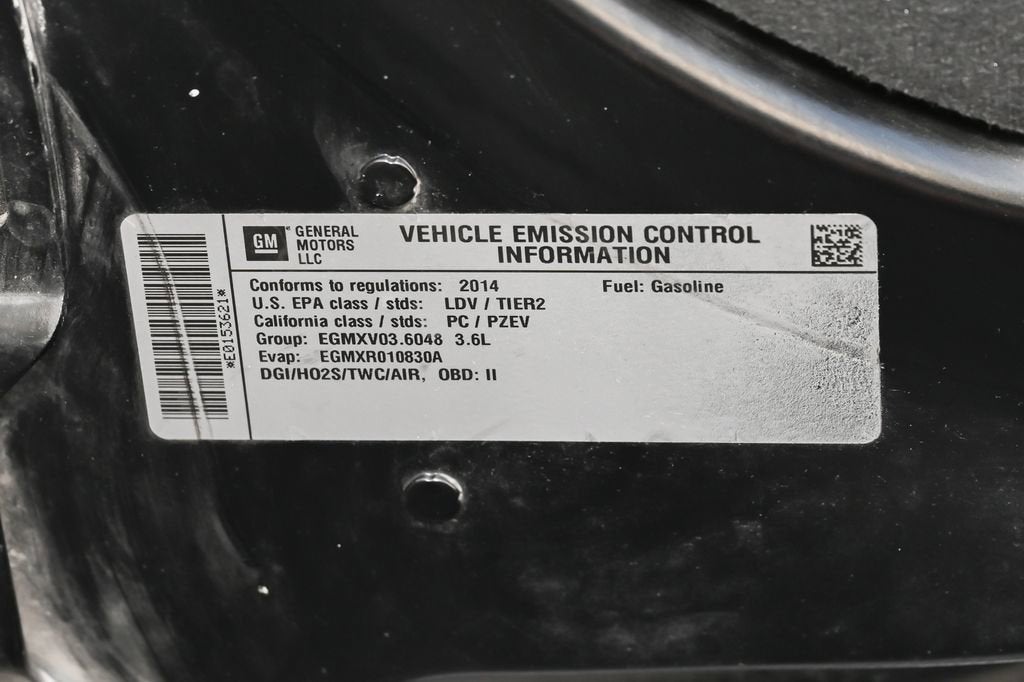 *E0153621*
GM
GENERAL
MOTORS
LLC
VEHICLE EMISSION CONTROL
INFORMATION
Conforms to regulations: 2014 Fuel: Gasoline
U.S. EPA class / stds: LDV / TIER2
California class / stds: PC / PZEV
Group: EGMXV03.6048 3.6L
Evap: EGMXR010830A
DGI/HO2S/TWC/AIR, OBD: II